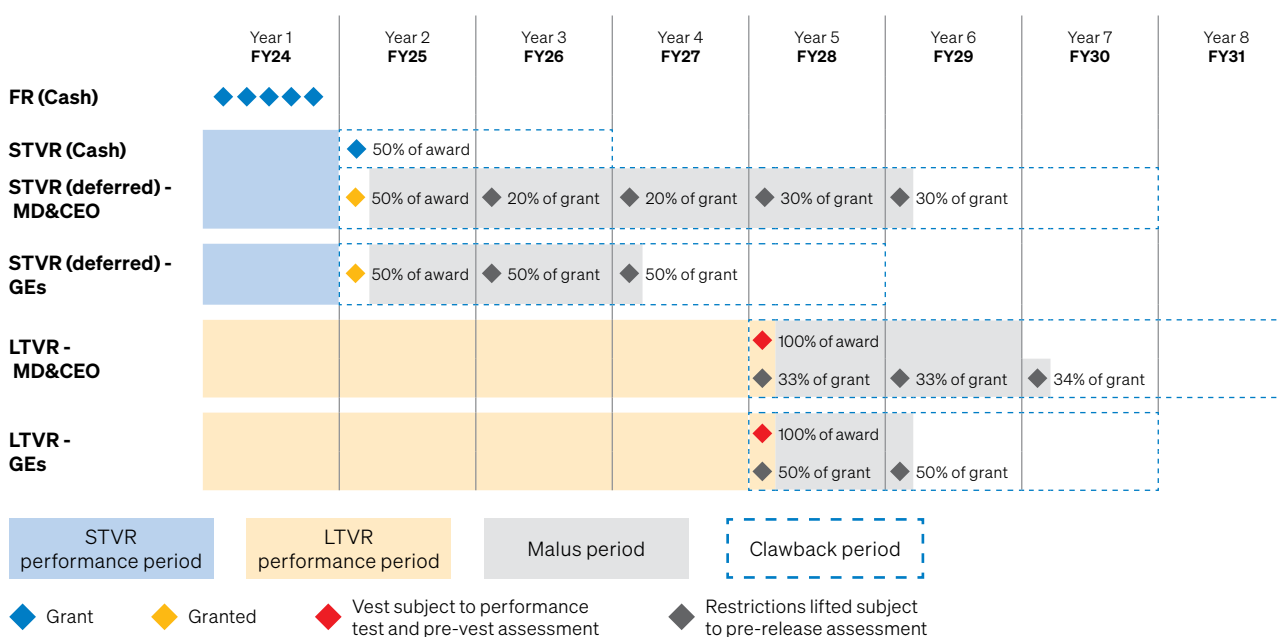 Year 1
FY24
Year 2
FY25
Year 3
FY26
Year 4
FY27
Year 5
FY28
Year 6
FY29
Year 7
FY30
Year 8
FY31
FR (Cash)
STVR (Cash)
50% of award
STVR (deferred) -
MD&CEO
50% of award
20% of grant
20% of grant
30% of grant
30% of grant
STVR (deferred) -
GEs
50% of award
50% of grant
50% of grant
LTVR -
MD&CEO
100% of award
33% of grant
33% of grant
34% of grant
LTVR -
GEs
100% of award
50% of grant
50% of grant
STVR
performance period
LTVR
performance period
Malus period
Clawback period
Grant
Granted
Vest subject to performance
test and pre-vest assessment
Restrictions lifted subject
to pre-release assessment